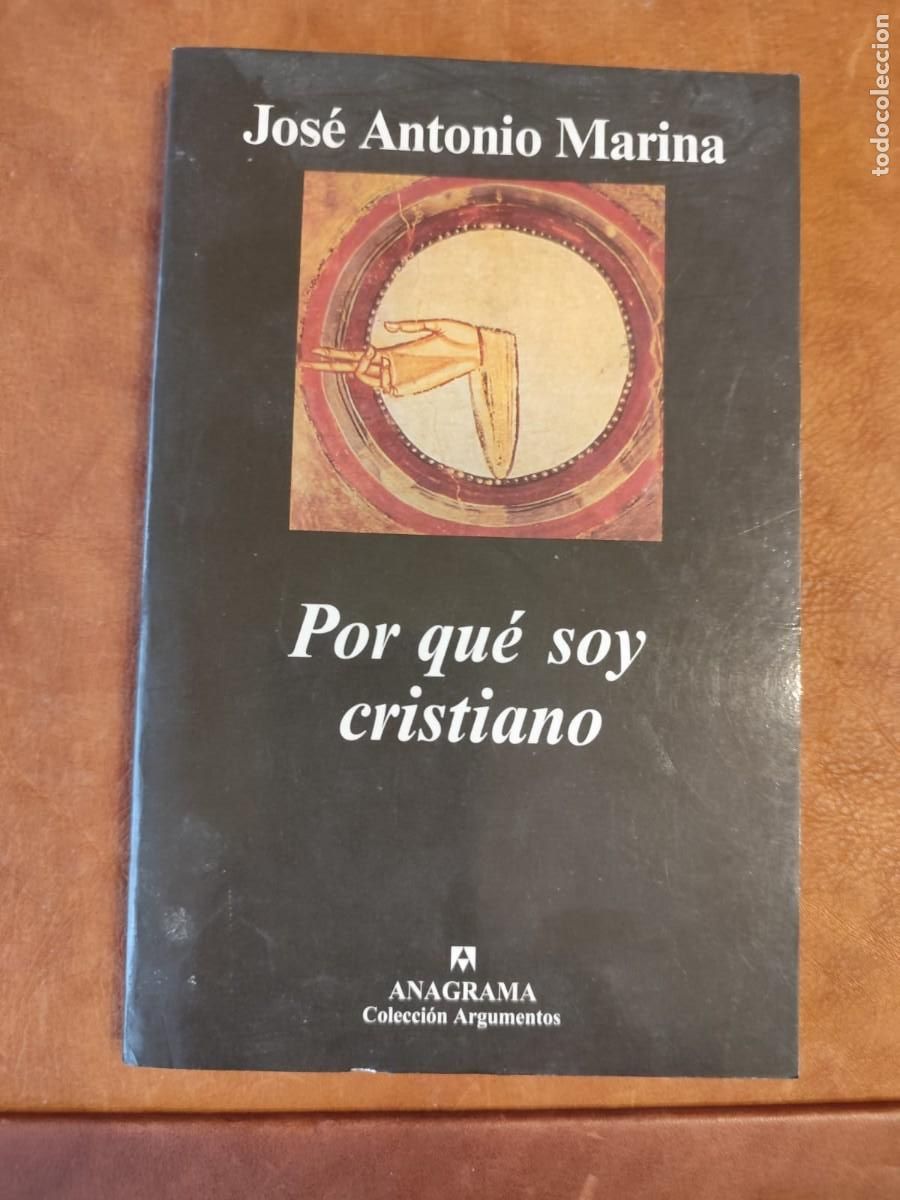 José Antonio Marina
Por qué soy
cristiano
ANAGRAMA
Colección Argumentos
todocoleccion